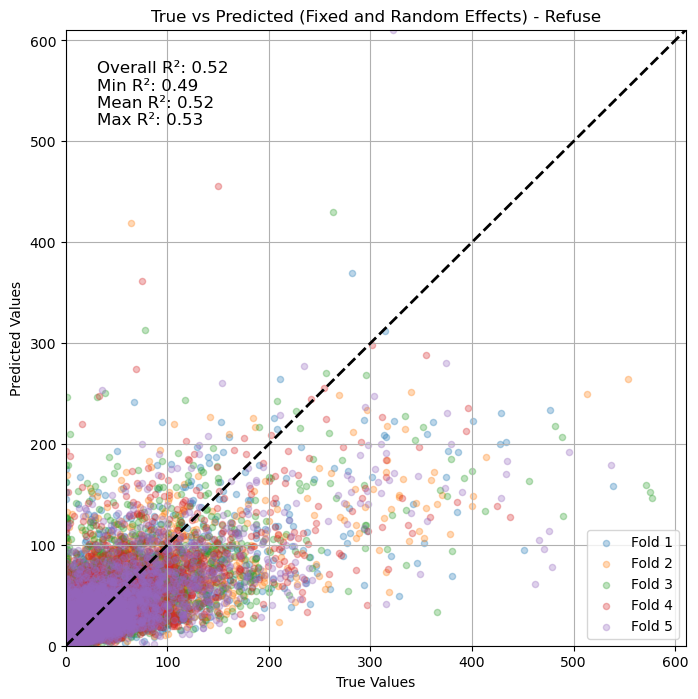 True vs Predicted (Fixed and Random Effects) - Refuse
600
500
400
300
200
100
0
Predicted Values
Overall R²: 0.52
Min R²: 0.49
Mean R²: 0.52
Max R²: 0.53
Fold 1
Fold 2
Fold 3
Fold 4
Fold 5
0 100 200 300 400 500 600
True Values